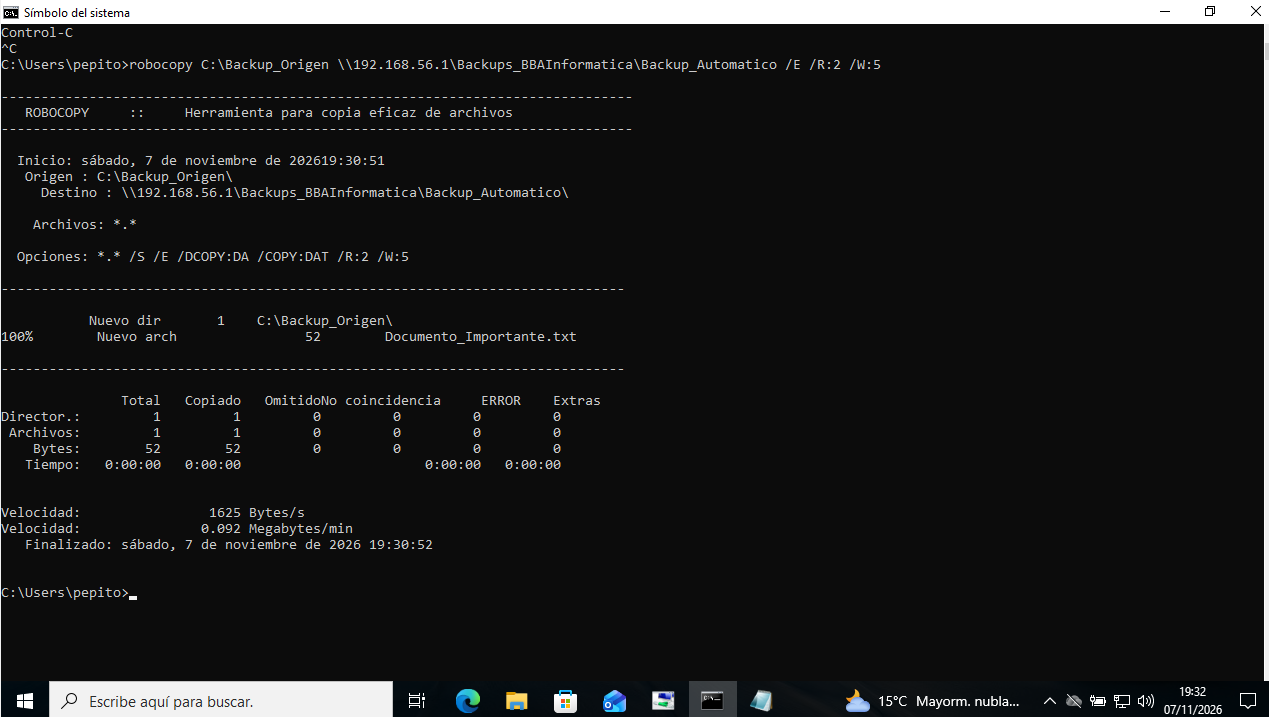 Símbolo del sistema
Control-C
^C
C:\Users\pepito>robocopy C:\Backup_Origen \\192.168.56.1\Backups_BBAInformatica\Backup_Automatico /E /R:2 /W:5
-------------------------------------------------------------------------------
   ROBOCOPY     ::     Herramienta para copia eficaz de archivos
-------------------------------------------------------------------------------
  Inicio: sábado, 7 de noviembre de 202619:30:51
   Origen : C:\Backup_Origen\
     Destino : \\192.168.56.1\Backups_BBAInformatica\Backup_Automatico\
    Archivos: *.*
  Opciones: *.* /S /E /DCOPY:DA /COPY:DAT /R:2 /W:5
------------------------------------------------------------------------------
           Nuevo dir       1    C:\Backup_Origen\
100%        Nuevo arch                52        Documento_Importante.txt
------------------------------------------------------------------------------
               Total   Copiado   OmitidoNo coincidencia     ERROR    Extras
Director.:         1         1         0         0         0         0
 Archivos:         1         1         0         0         0         0
    Bytes:        52        52         0         0         0         0
   Tiempo:   0:00:00   0:00:00                       0:00:00   0:00:00
Velocidad:                1625 Bytes/s
Velocidad:               0.092 Megabytes/min
   Finalizado: sábado, 7 de noviembre de 2026 19:30:52
C:\Users\pepito>
Escribe aquí para buscar.
15°C Mayorm. nubla...
19:32
07/11/2026